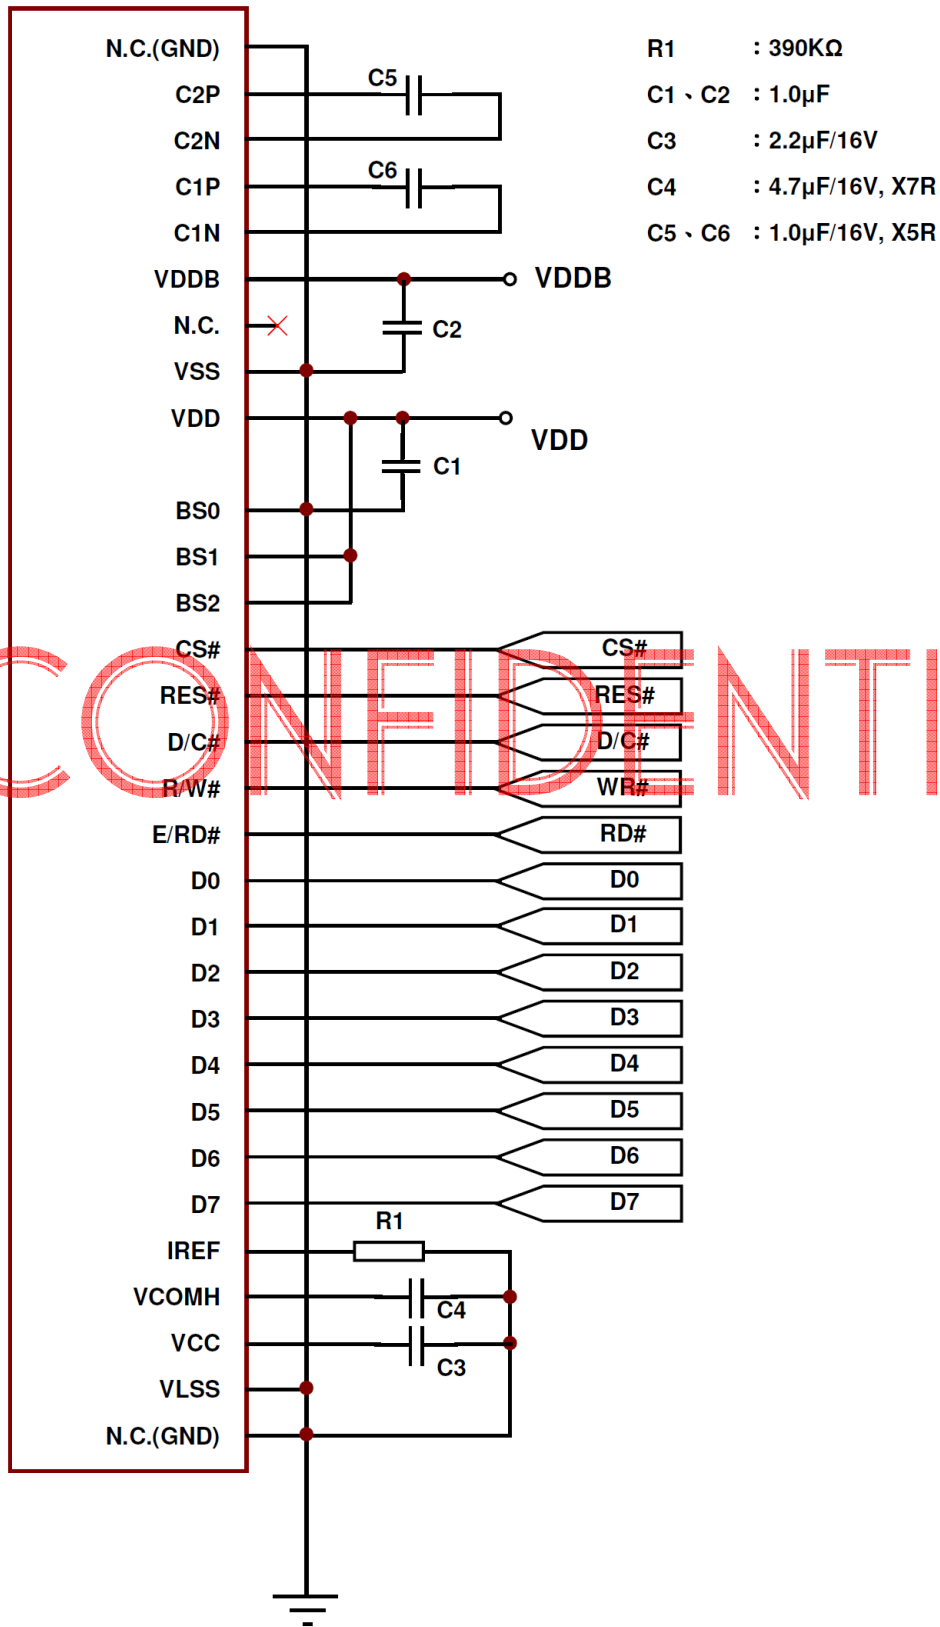 N.C.(GND)
C2P
C2N
C1P
C1N
VDDB
N.C.
VSS
VDD
BS0
BS1
BS2
CS#
RES#
D/C#
R/W#
E/RD#
D0
D1
D2
D3
D4
D5
D6
D7
IREF
VCOMH
VCC
VLSS
N.C.(GND)
C5
C6
VDDB
C2
VDD
C1
CS#
RES#
D/C#
WR#
RD#
D0
D1
D2
D3
D4
D5
D6
D7
R1
C4
C3
R1 : 390KΩ
C1、C2 : 1.0μF
C3 : 2.2μF/16V
C4 : 4.7μF/16V, X7R
C5、C6 : 1.0μF/16V, X5R
CONFIDENTI